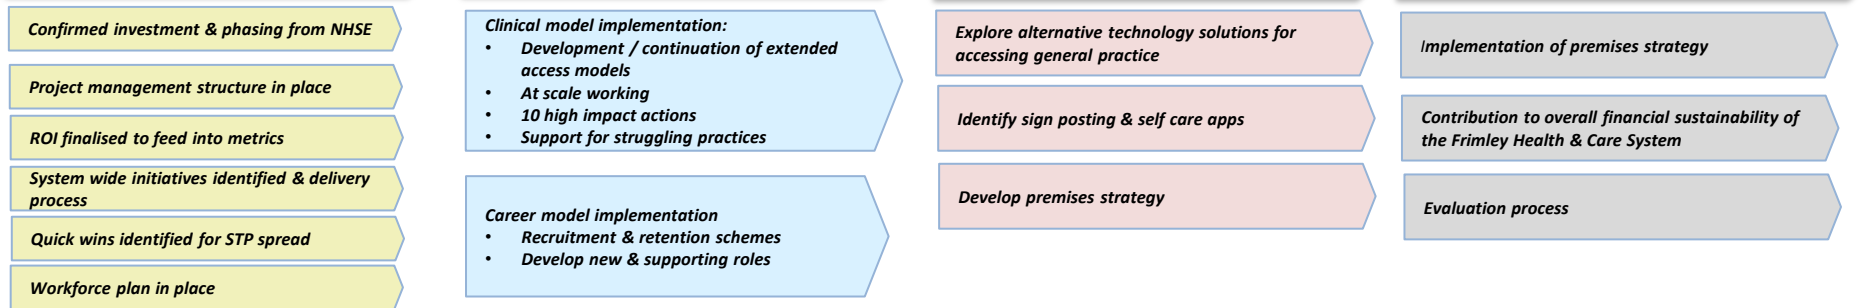 Confirmed investment & phasing from NHSE
Project management structure in place
ROI finalised to feed into metrics
System wide initiatives identified & delivery
process
Quick wins identified for STP spread
Workforce plan in place
Clinical model implementation:
• Development / continuation of extended
access models
• At scale working
• 10 high impact actions
• Support for struggling practices
Career model implementation
• Recruitment & retention schemes
• Develop new & supporting roles
Explore alternative technology solutions for
accessing general practice
Identify sign posting & self care apps
Develop premises strategy
Implementation of premises strategy
Contribution to overall financial sustainability of
the Frimley Health & Care System
Evaluation process